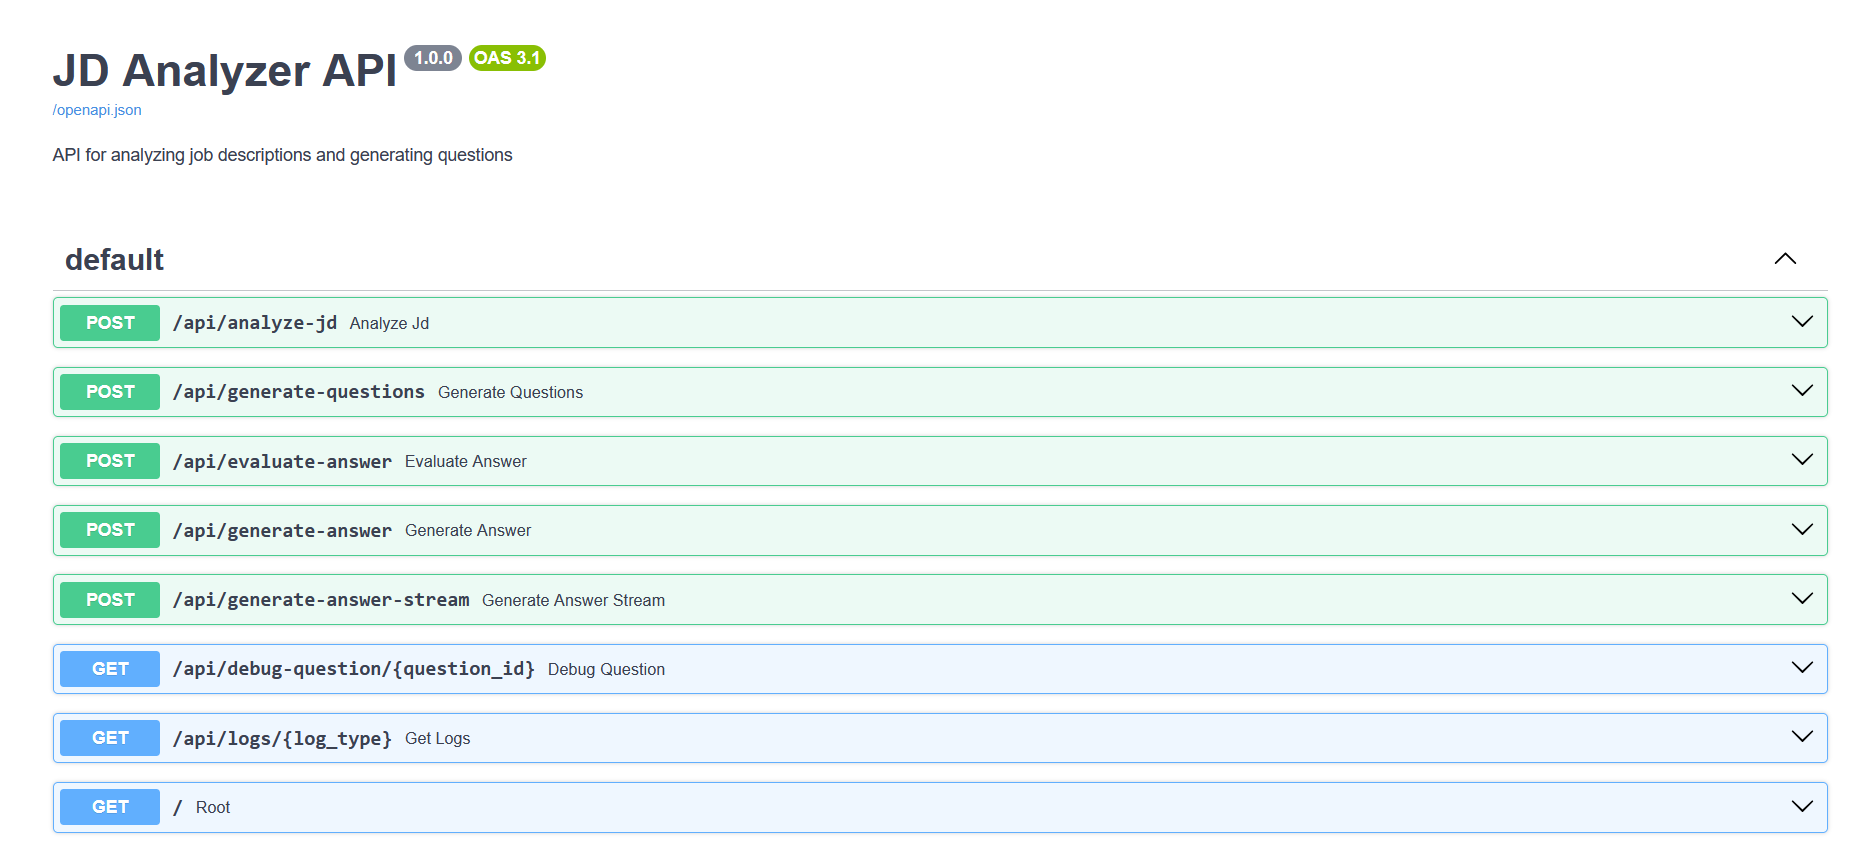 JD Analyzer API 1.0.0 OAS 3.1
/openapi.json
API for analyzing job descriptions and generating questions
default
POST /api/analyze-jd Analyze Jd
POST /api/generate-questions Generate Questions
POST /api/evaluate-answer Evaluate Answer
POST /api/generate-answer Generate Answer
POST /api/generate-answer-stream Generate Answer Stream
GET /api/debug-question/{question_id} Debug Question
GET /api/logs/{log_type} Get Logs
GET / Root